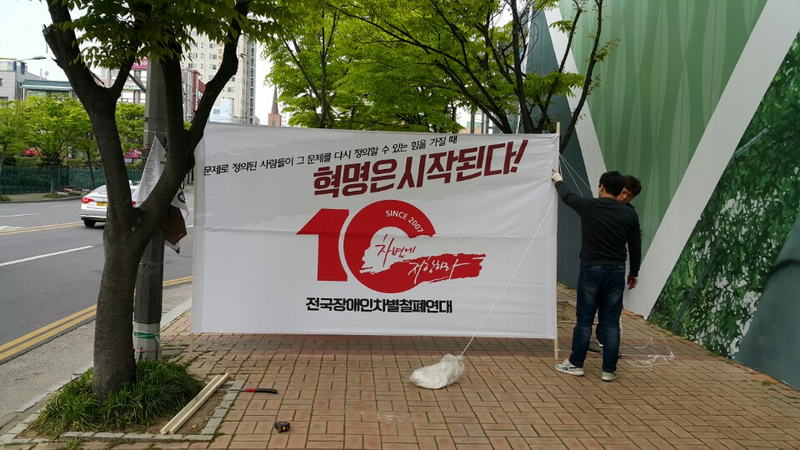 문제로 정의된 사람들이 그 문제를 다시 정의할 수 있는 힘을 가질 때
혁명은 시작된다!
10
SINCE 2007
차별에
저항하라
전국장애인차별철폐연대